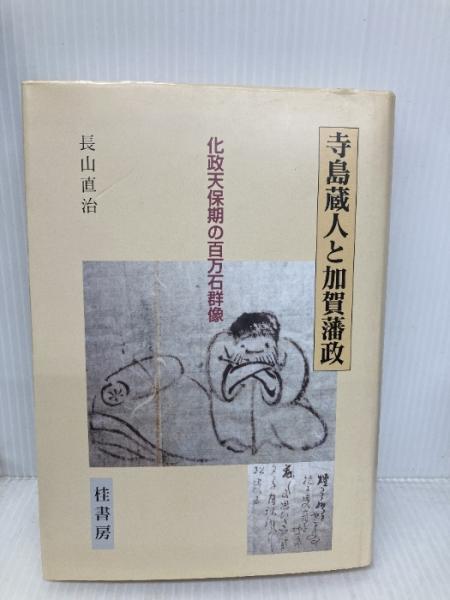 寺島蔵人と加賀藩政
化政天保期の百万石群像
長山直治
桂書房